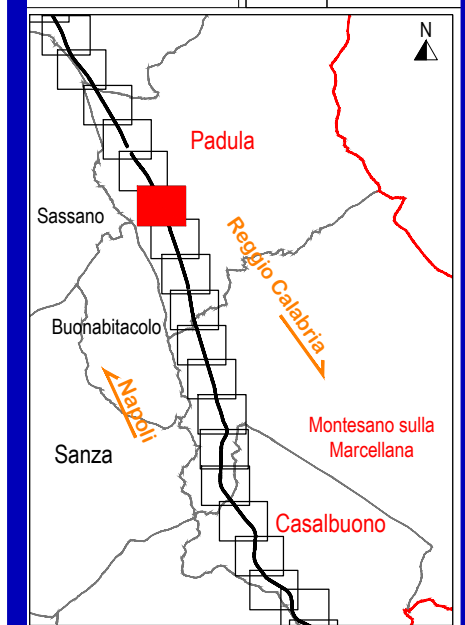 N
Padula
Sassano
Reggio Calabria
Buonabitacolo
Napoli
Montesano sulla
Marcellana
Sanza
Casalbuono